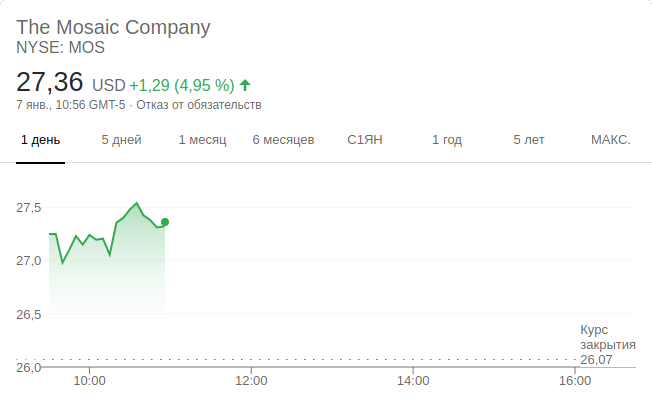 The Mosaic Company
NYSE: MOS
27,36 USD +1,29 (4,95 %)
7 янв., 10:56 GMT-5 · Отказ от обязательств
1 день 5 дней 1 месяц 6 месяцев С1ЯН 1 год 5 лет МАКС.
27,5
27,0
26,5
Курс
закрытия
26,07
26,0
10:00 12:00 14:00 16:00